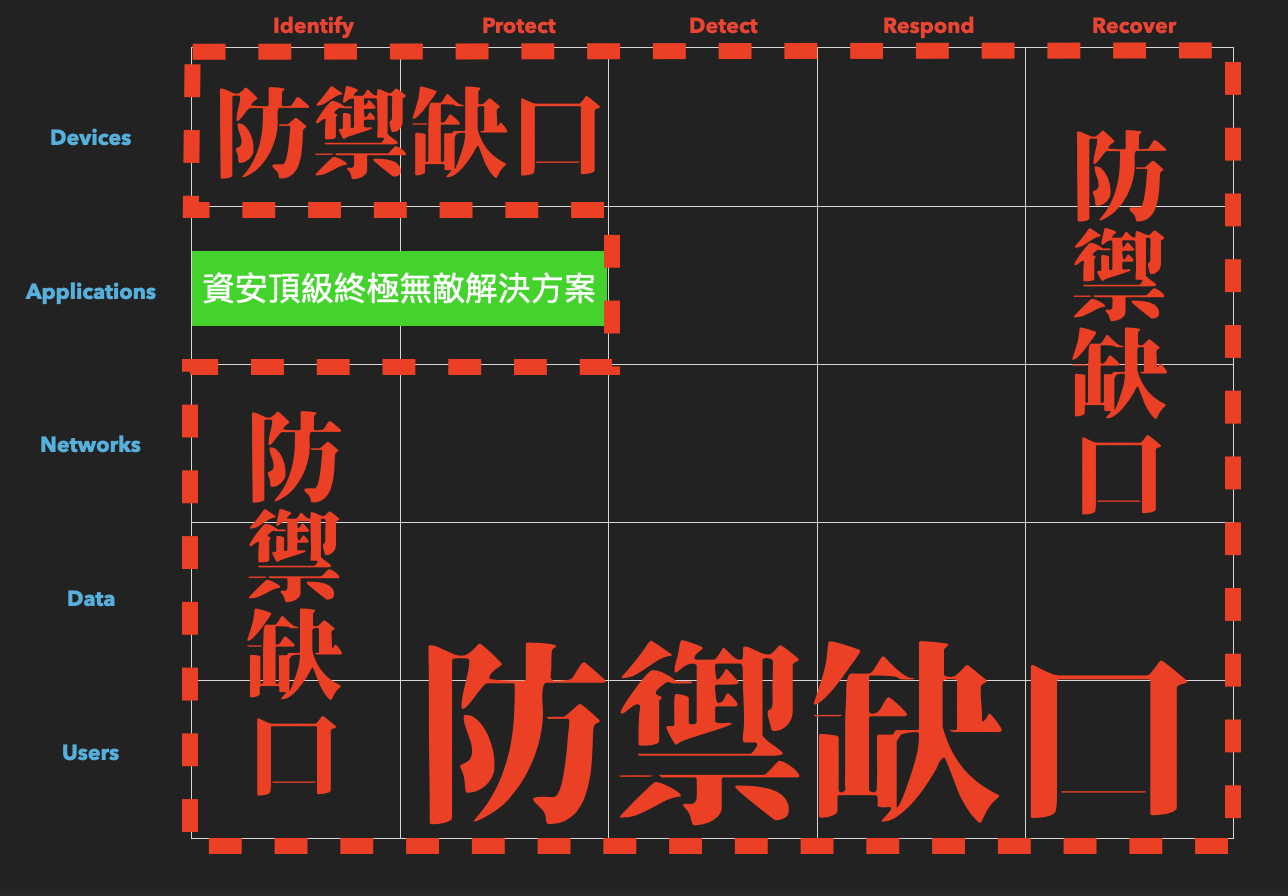 Identify Protect Detect Respond Recover
Devices
防禦缺口
防禦缺口
Applications
資安頂級終極無敵解決方案
Networks
防禦缺口
Data
防禦缺口
Users